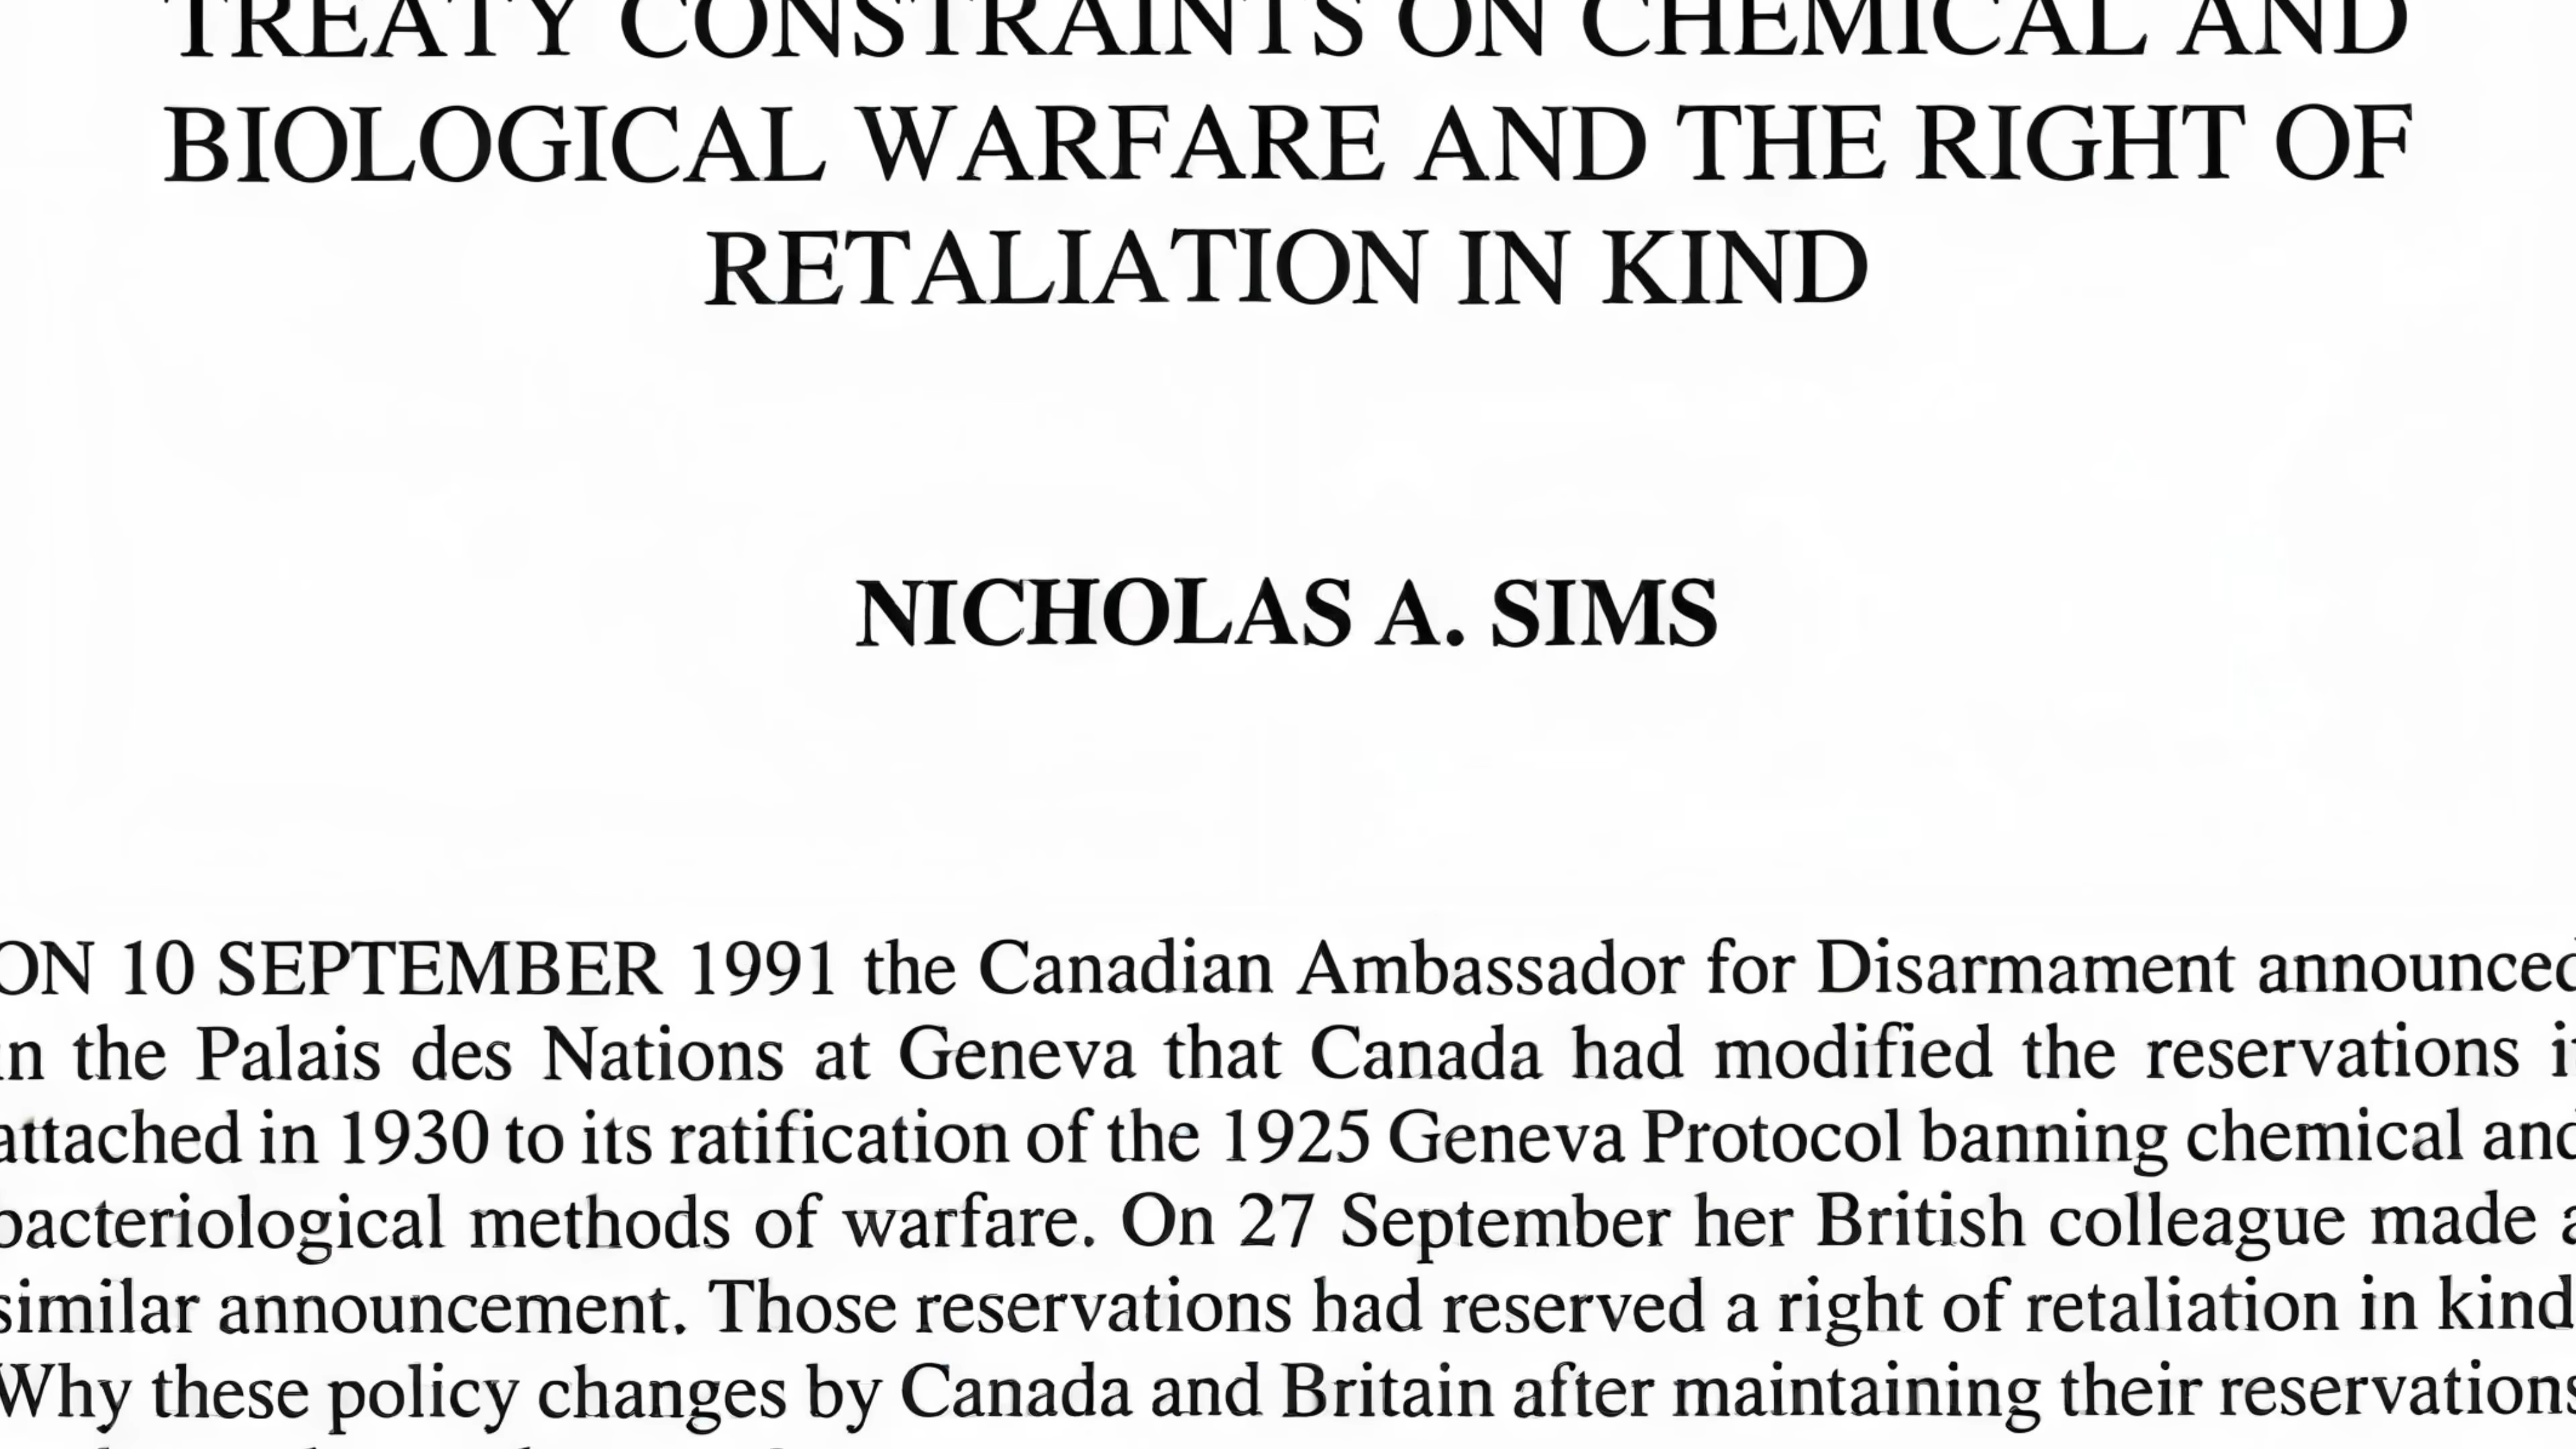 TREATY CONSTRAINTS ON CHEMICAL AND
BIOLOGICAL WARFARE AND THE RIGHT OF
RETALIATION IN KIND
NICHOLAS A. SIMS
ON 10 SEPTEMBER 1991 the Canadian Ambassador for Disarmament announced
in the Palais des Nations at Geneva that Canada had modified the reservations it
attached in 1930 to its ratification of the 1925 Geneva Protocol banning chemical and
bacteriological methods of warfare. On 27 September her British colleague made a
similar announcement. Those reservations had reserved a right of retaliation in kind
Why these policy changes by Canada and Britain after maintaining their reservations